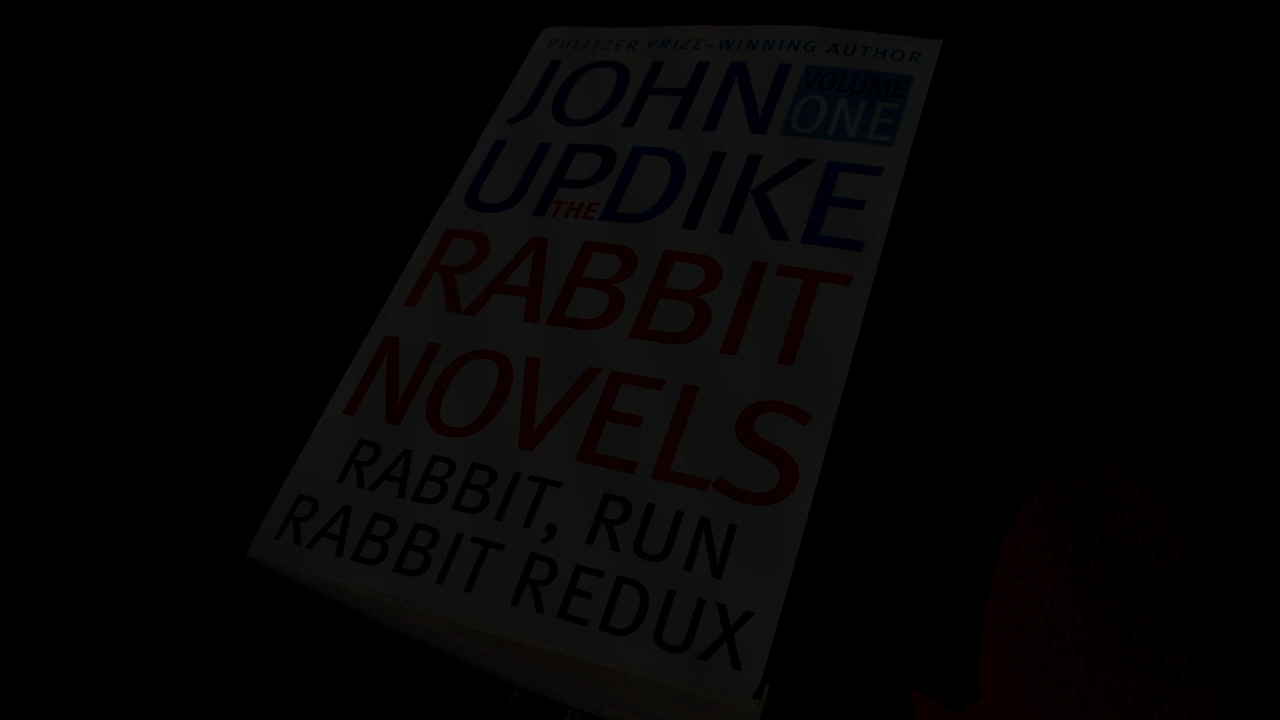 PULITZER PRIZE-WINNING AUTHOR
JOHN
VOLUME
ONE
UPDIKE
THE
RABBIT
NOVELS
RABBIT, RUN
RABBIT REDUX